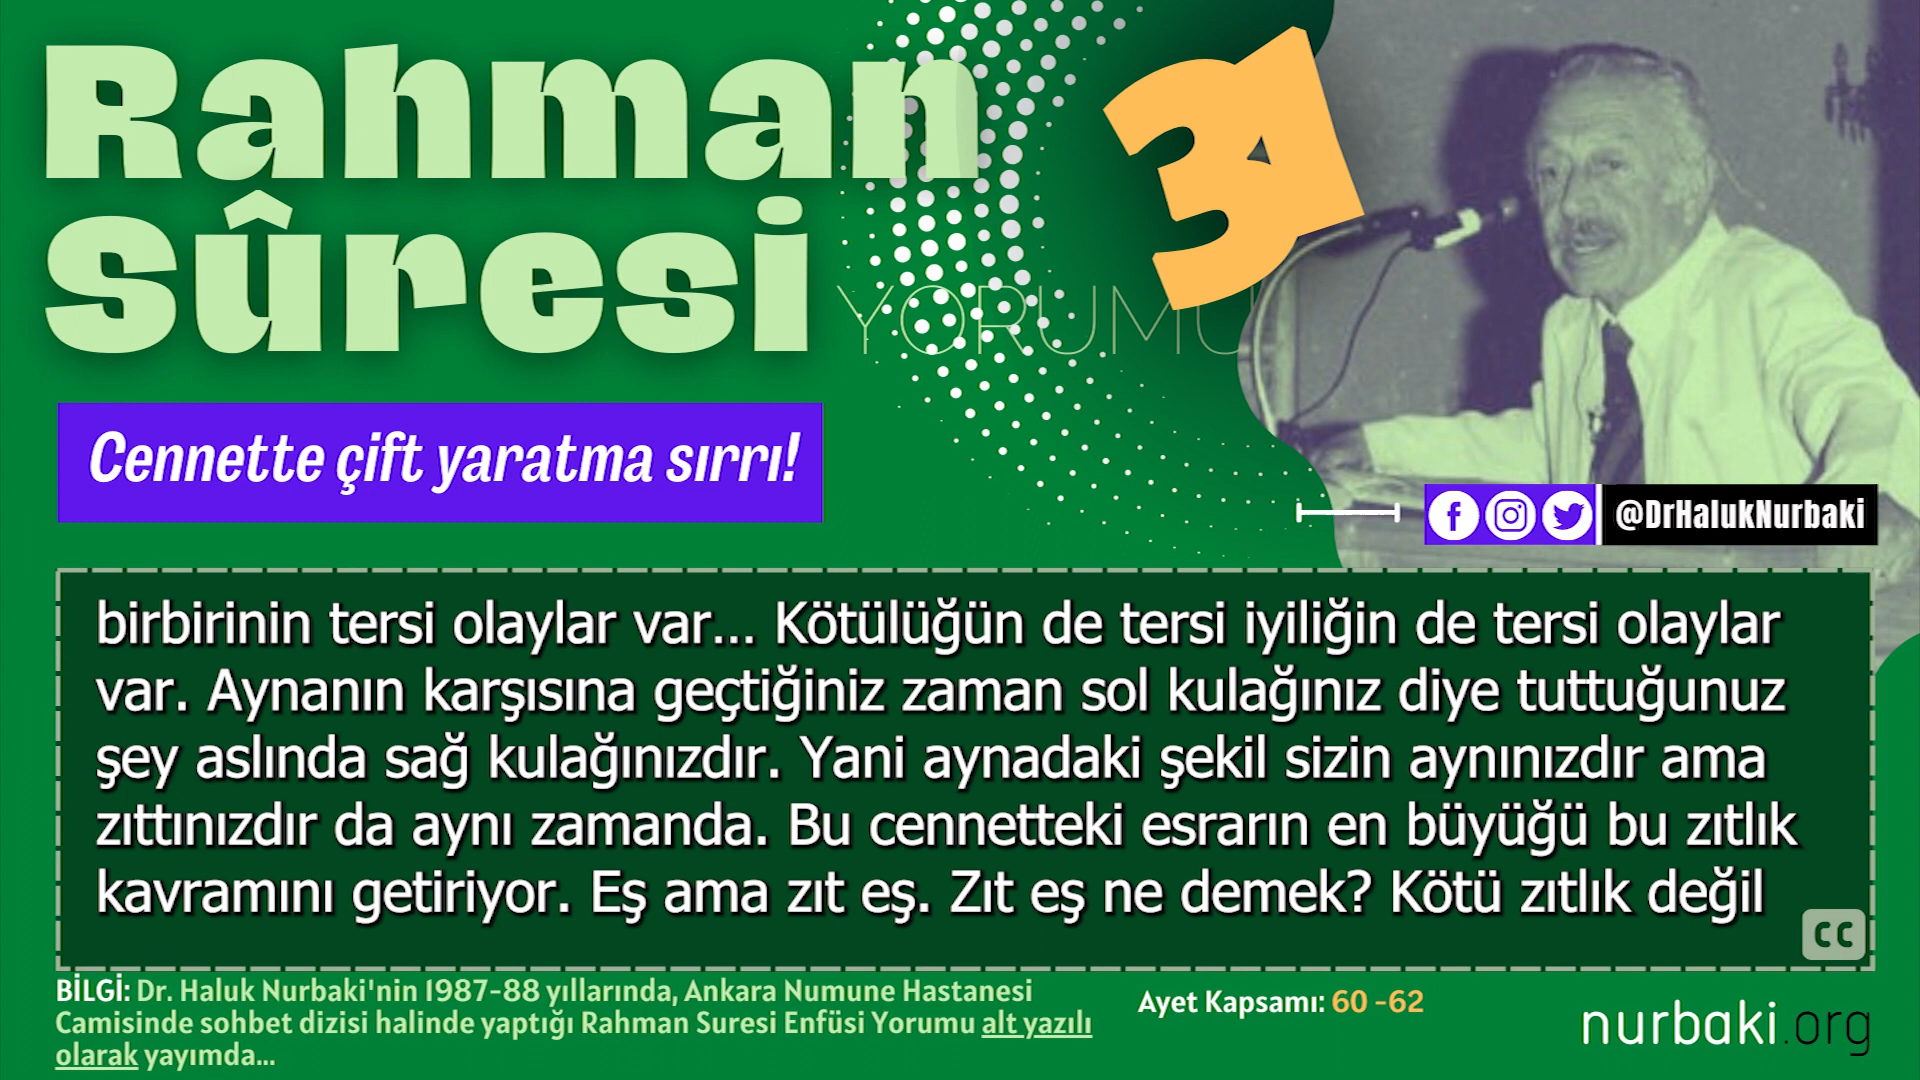 Rahman
Sûresi
YORUMU
34
Cennette çift yaratma sırrı!
@DrHalukNurbaki
birbirinin tersi olaylar var... Kötülüğün de tersi iyiliğin de tersi olaylar
var. Aynanın karşısına geçtiğiniz zaman sol kulağınız diye tuttuğunuz
şey aslında sağ kulağınızdır. Yani aynadaki şekil sizin aynınızdır ama
zıttınızdır da aynı zamanda. Bu cennetteki esrarın en büyüğü bu zıtlık
kavramını getiriyor. Eş ama zıt eş. Zıt eş ne demek? Kötü zıtlık değil
CC
BİLGİ: Dr. Haluk Nurbaki'nin 1987-88 yıllarında, Ankara Numune Hastanesi
Camisinde sohbet dizisi halinde yaptığı Rahman Suresi Enfüsi Yorumu alt yazılı
olarak yayımda...
Ayet Kapsamı: 60 -62
nurbaki.org